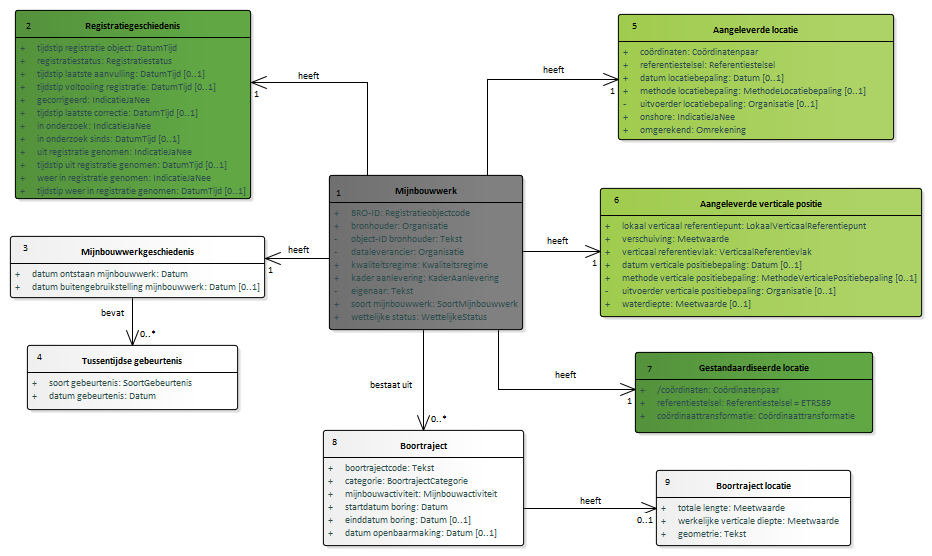 2
Registratiegeschiedenis
+ tijdstip registratie object: DatumTijd
+ registratiestatus: Registratiestatus
+ tijdstip laatste aanvulling: DatumTijd [0..1]
+ tijdstip voltooiing registratie: DatumTijd [0..1]
+ gecorrigeerd: IndicatieJaNee
+ tijdstip laatste correctie: DatumTijd [0..1]
+ in onderzoek: IndicatieJaNee
+ in onderzoek sinds: DatumTijd [0..1]
+ uit registratie genomen: IndicatieJaNee
+ tijdstip uit registratie genomen: DatumTijd [0..1]
+ weer in registratie genomen: IndicatieJaNee
+ tijdstip weer in registratie genomen: DatumTijd [0..1]
heeft
1
heeft
1
5
Aangeleverde locatie
+ coördinaten: Coördinatenpaar
+ referentiestelsel: Referentiestelsel
+ datum locatiebepaling: Datum [0..1]
+ methode locatiebepaling: MethodeLocatiebepaling [0..1]
- uitvoerder locatiebepaling: Organisatie [0..1]
+ onshore: IndicatieJaNee
+ omgerekend: Omrekening
1
Mijnbouwwerk
+ BRO-ID: Registratieobjectcode
+ bronhouder: Organisatie
- object-ID bronhouder: Tekst
- dataleverancier: Organisatie
+ kwaliteitsregime: Kwaliteitsregime
+ kader aanlevering: KaderAanlevering
- eigenaar: Tekst
+ soort mijnbouwwerk: SoortMijnbouwwerk
+ wettelijke status: WettelijkeStatus
heeft
1
6
Aangeleverde verticale positie
+ lokaal verticaal referentiepunt: LokaalVerticaalReferentiepunt
+ verschuiving: Meetwaarde
+ verticaal referentievlak: VerticaalReferentievlak
+ datum verticale positiebepaling: Datum [0..1]
+ methode verticale positiebepaling: MethodeVerticalePositiebepaling [0..1]
- uitvoerder verticale positiebepaling: Organisatie [0..1]
+ waterdiepte: Meetwaarde [0..1]
heeft
1
3
Mijnbouwwerkgeschiedenis
+ datum ontstaan mijnbouwwerk: Datum
+ datum buitengebruikstelling mijnbouwwerk: Datum [0..1]
bevat
0..*
4
Tussentijdse gebeurtenis
+ soort gebeurtenis: SoortGebeurtenis
+ datum gebeurtenis: Datum
bestaat uit
0..*
heeft
1
7
Gestandaardiseerde locatie
+ /coördinaten: Coördinatenpaar
+ referentiestelsel: Referentiestelsel = ETRS89
+ coördinaattransformatie: Coördinaattransformatie
8
Boortraject
+ boortrajectcode: Tekst
+ categorie: BoortrajectCategorie
+ mijnbouwactiviteit: Mijnbouwactiviteit
+ startdatum boring: Datum
+ einddatum boring: Datum [0..1]
+ datum openbaarmaking: Datum [0..1]
heeft
0..1
9
Boortraject locatie
+ totale lengte: Meetwaarde
+ werkelijke verticale diepte: Meetwaarde
+ geometrie: Tekst